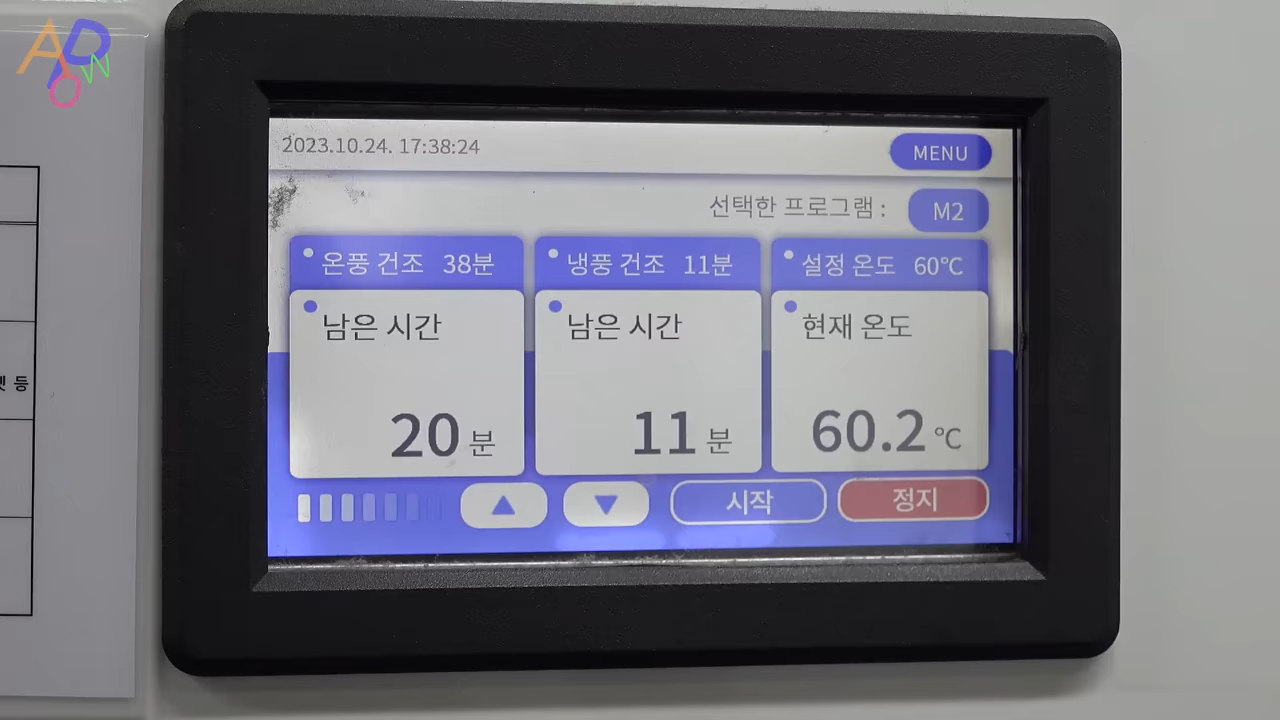 ADOW
2023.10.24. 17:38:24
MENU
선택한 프로그램 :
M2
온풍 건조 38분
냉풍 건조 11분
설정 온도 60℃
남은 시간
남은 시간
현재 온도
20 분
11 분
60.2 ℃
▲
▼
시작
정지
등